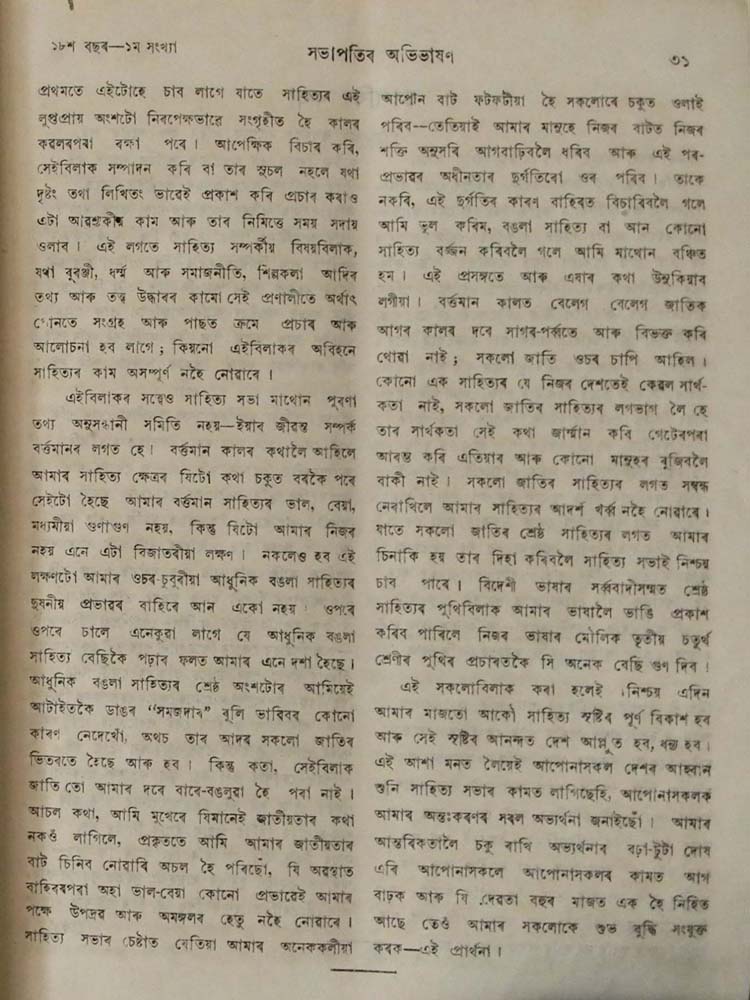 ১৮শ বছৰ—১ম সংখ্যা
সভাপতিৰ অভিভাষণ
৩১
প্ৰথমতে এইটোহে চাব লাগে যাতে সাহিত্যৰ এই
লুপ্তপ্ৰায় অংশটো নিৰপেক্ষভাৱে সংগৃহীত হৈ কালৰ
কৱলৰপৰা ৰক্ষা পৰে । আপেক্ষিক বিচাৰ কৰি,
সেইবিলাক সম্পাদন কৰি বা তাৰ সুচল নহলে যথা
দৃষ্টং তথা লিখিতং ভাৱেই প্ৰকাশ কৰি প্ৰচাৰ কৰাও
এটা আৱশ্যকীয় কাম আৰু তাৰ নিমিত্তে সময় সদায়
ওলাব । এই লগতে সাহিত্য সম্পৰ্কীয় বিষয়বিলাক,
যথা বুৰঞ্জী, ধৰ্ম্ম আৰু সমাজনীতি, শিল্পকলা আদিৰ
তথ্য আৰু তত্ব উদ্ধাৰৰ কামো সেই প্ৰণালীতে অৰ্থাৎ
পোনতে সংগ্ৰহ আৰু পাছত ক্ৰমে প্ৰচাৰ আৰু
আলোচনা হব লাগে ; কিয়নো এইবিলাকৰ অবিহনে
সাহিত্যৰ কাম অসম্পূৰ্ণ নহৈ নোৱাৰে ।
এইবিলাকৰ সত্বেও সাহিত্য সভা মাথোন পুৰণা
তথ্য অনুসন্ধানী সমিতি নহয়—ইয়াৰ জীৱন্ত সম্পৰ্ক
বৰ্ত্তমানৰ লগত হে । বৰ্ত্তমান কালৰ কথালৈ আহিলে
আমাৰ সাহিত্য ক্ষেত্ৰৰ যিটো কথা চকুত বৰকৈ পৰে
সেইটো হৈছে আমাৰ বৰ্ত্তমান সাহিত্যৰ ভাল, বেয়া,
মধ্যমীয়া গুণাগুণ নহয়, কিন্তু যিটো আমাৰ নিজৰ
নহয় এনে এটা বিজাতৰীয়া লক্ষণ । নকলেও হব এই
লক্ষণটো আমাৰ ওচৰ-চুবুৰীয়া আধুনিক বঙলা সাহিত্যৰ
দুষনীয় প্ৰভাৱৰ বাহিৰে আন একো নহয় । ওপৰে
ওপৰে চালে এনেকুৱা লাগে যে আধুনিক বঙলা
সাহিত্য বেছিকৈ পঢ়াৰ ফলত আমাৰ এনে দশা হৈছে ।
আধুনিক বঙলা সাহিত্যৰ শ্ৰেষ্ঠ অংশটোৰ আমিয়েই
আটাইতকৈ ডাঙৰ “সমজদাৰ” বুলি ভাবিবৰ কোনো
কাৰণ নেদেখোঁ, অথচ তাৰ আদৰ সকলো জাতিৰ
ভিতৰতে হৈছে আৰু হব । কিন্তু কতা, সেইবিলাক
জাতি তো আমাৰ দৰে বাৰে-বঙলুৱা হৈ পৰা নাই ।
আচল কথা, আমি মুখেৰে যিমানেই জাতীয়তাৰ কথা
নকওঁ লাগিলে, প্ৰকৃততে আমি আমাৰ জাতীয়তাৰ
বাট চিনিব নোৱাৰি অচল হৈ পৰিছোঁ, যি অৱস্থাত
বাহিৰৰপৰা অহা ভাল-বেয়া কোনো প্ৰভাৱেই আমাৰ
পক্ষে উপদ্ৰৱ আৰু অমঙ্গলৰ হেতু নহৈ নোৱাৰে ।
সাহিত্য সভাৰ চেষ্টাত যেতিয়া আমাৰ অনেককলীয়া
আপোন বাট ফটফটীয়া হৈ সকলোৰে চকুত ওলাই
পৰিব—তেতিয়াই আমাৰ মানুহে নিজৰ বাটত নিজৰ
শক্তি অনুসৰি আগবাঢ়িবলৈ ধৰিব আৰু এই পৰ-
প্ৰভাৱৰ অধীনতাৰ দুৰ্গতিৰো ওৰ পৰিব । তাকে
নকৰি, এই দুৰ্গতিৰ কাৰণ বাহিৰত বিচাৰিবলৈ গলে
আমি ভুল কৰিম, বঙলা সাহিত্য বা আন কোনো
সাহিত্য বৰ্জ্জন কৰিবলৈ গলে আমি মাথোন বঞ্চিত
হম । এই প্ৰসঙ্গতে আৰু এষাৰ কথা উনুকিয়াব
লগীয়া । বৰ্ত্তমান কালত বেলেগ বেলেগ জাতিক
আগৰ কালৰ দৰে সাগৰ-পৰ্ব্বতে আৰু বিভক্ত কৰি
থোৱা নাই ; সকলো জাতি ওচৰ চাপি আহিল ।
কোনো এক সাহিত্যৰ যে নিজৰ দেশতেই কেৱল সাৰ্থ-
কতা নাই, সকলো জাতিৰ সাহিত্যৰ লগভাগ লৈ হে
তাৰ সাৰ্থকতা সেই কথা জাৰ্ম্মান কৱি গেটেৰপৰা
আৰম্ভ কৰি এতিয়াৰ আৰু কোনো মানুহৰ বুজিবলৈ
বাকী নাই । সকলো জাতিৰ সাহিত্যৰ লগত সম্বন্ধ
নেৰাখিলে আমাৰ সাহিত্যৰ আদৰ্শ খৰ্ব্ব নহৈ নোৱাৰে ।
যাতে সকলো জাতিৰ শ্ৰেষ্ঠ সাহিত্যৰ লগত আমাৰ
চিনাকি হয় তাৰ দিহা কৰিবলৈ সাহিত্য সভাই নিশ্চয়
চাব পাৰে । বিদেশী ভাষাৰ সৰ্ব্ববাদীসন্মত শ্ৰেষ্ঠ
সাহিত্যৰ পুথিবিলাক আমাৰ ভাষালৈ ভাঙি প্ৰকাশ
কৰিব পাৰিলে নিজৰ ভাষাৰ মৌলিক তৃতীয় চতুৰ্থ
শ্ৰেণীৰ পুথিৰ প্ৰচাৰতকৈ সি অনেক বেছি গুণ দিব ।
এই সকলোবিলাক কৰা হলেই নিশ্চয় এদিন
আমাৰ মাজতো আকৌ সাহিত্য সৃষ্টিৰ পূৰ্ণ বিকাশ হব
আৰু সেই সৃষ্টিৰ আনন্দত দেশ আপ্লুত হব, ধন্য হব ।
এই আশা মনত লৈয়েই আপোনাসকল দেশৰ আহ্বান
শুনি সাহিত্য সভাৰ কামত লাগিছেহি, আপোনাসকলক
আমাৰ অন্তঃকৰণৰ সৰল অভ্যৰ্থনা জনাইছোঁ । আমাৰ
আন্তৰিকতালৈ চকু ৰাখি অভ্যৰ্থনাৰ বঢ়া-টুটা দোষ
এৰি আপোনাসকলে আপোনাসকলৰ কামত আগ
বাঢ়ক আৰু যি দেৱতা বহুৰ মাজত এক হৈ নিহিত
আছে তেওঁ আমাৰ সকলোকে শুভ বুদ্ধি সংযুক্ত
কৰক—এই প্ৰাৰ্থনা ।